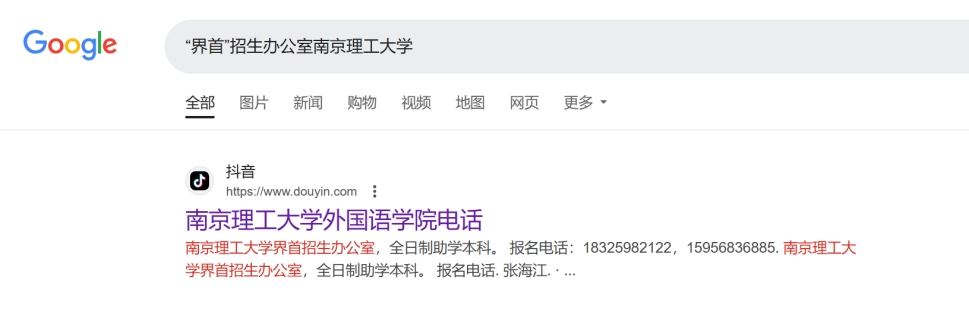 Google
“界首”招生办公室南京理工大学
全部 图片 新闻 购物 视频 地图 网页 更多
抖音
https://www.douyin.com
南京理工大学外国语学院电话
南京理工大学界首招生办公室，全日制助学本科。 报名电话：18325982122，15956836885. 南京理工大
学界首招生办公室，全日制助学本科。 报名电话. 张海江. · ...